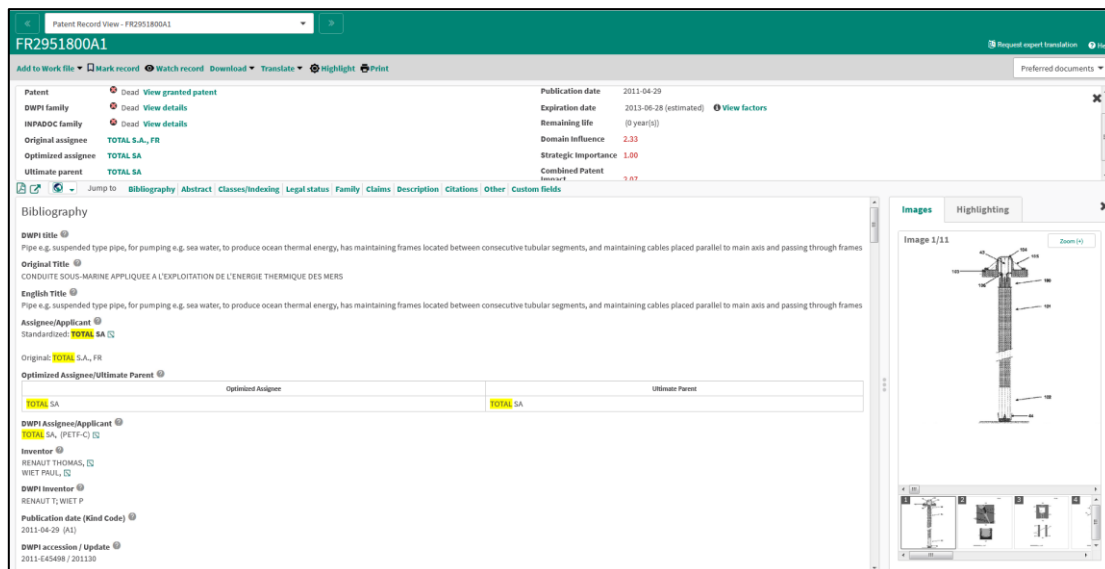 Patent Record View - FR2951800A1
FR2951800A1
Request expert translation
Add to Work file Mark record Watch record Download Translate Highlight Print
Preferred documents
Patent Dead View granted patent
DWPI family Dead View details
INPADOC family Dead View details
Original assignee TOTAL S.A., FR
Optimized assignee TOTAL SA
Ultimate parent TOTAL SA
Publication date 2011-04-29
Expiration date 2013-06-28 (estimated) View factors
Remaining life (0 year(s))
Domain Influence 2.33
Strategic Importance 1.00
Combined Patent
Jump to Bibliography Abstract Classes/Indexing Legal status Family Claims Description Citations Other Custom fields
Bibliography
DWPI title
Pipe e.g. suspended type pipe, for pumping e.g. sea water, to produce ocean thermal energy, has maintaining frames located between consecutive tubular segments, and maintaining cables placed parallel to main axis and passing through frames
Original Title
CONDUITE SOUS-MARINE APPLIQUEE A L'EXPLOITATION DE L'ENERGIE THERMIQUE DES MERS
English Title
Pipe e.g. suspended type pipe, for pumping e.g. sea water, to produce ocean thermal energy, has maintaining frames located between consecutive tubular segments, and maintaining cables placed parallel to main axis and passing through frames
Assignee/Applicant
Standardized: TOTAL SA
Original: TOTAL S.A., FR
Optimized Assignee/Ultimate Parent
Optimized Assignee Ultimate Parent
TOTAL SA TOTAL SA
DWPI Assignee/Applicant
TOTAL SA, (PETF-C)
Inventor
RENAUT THOMAS,
WIET PAUL,
DWPI Inventor
RENAUT T; WIET P
Publication date (Kind Code)
2011-04-29 (A1)
DWPI accession / Update
2011-E45498 / 201130
Images Highlighting
Image 1/11
Zoom (+)
1 2 3 4